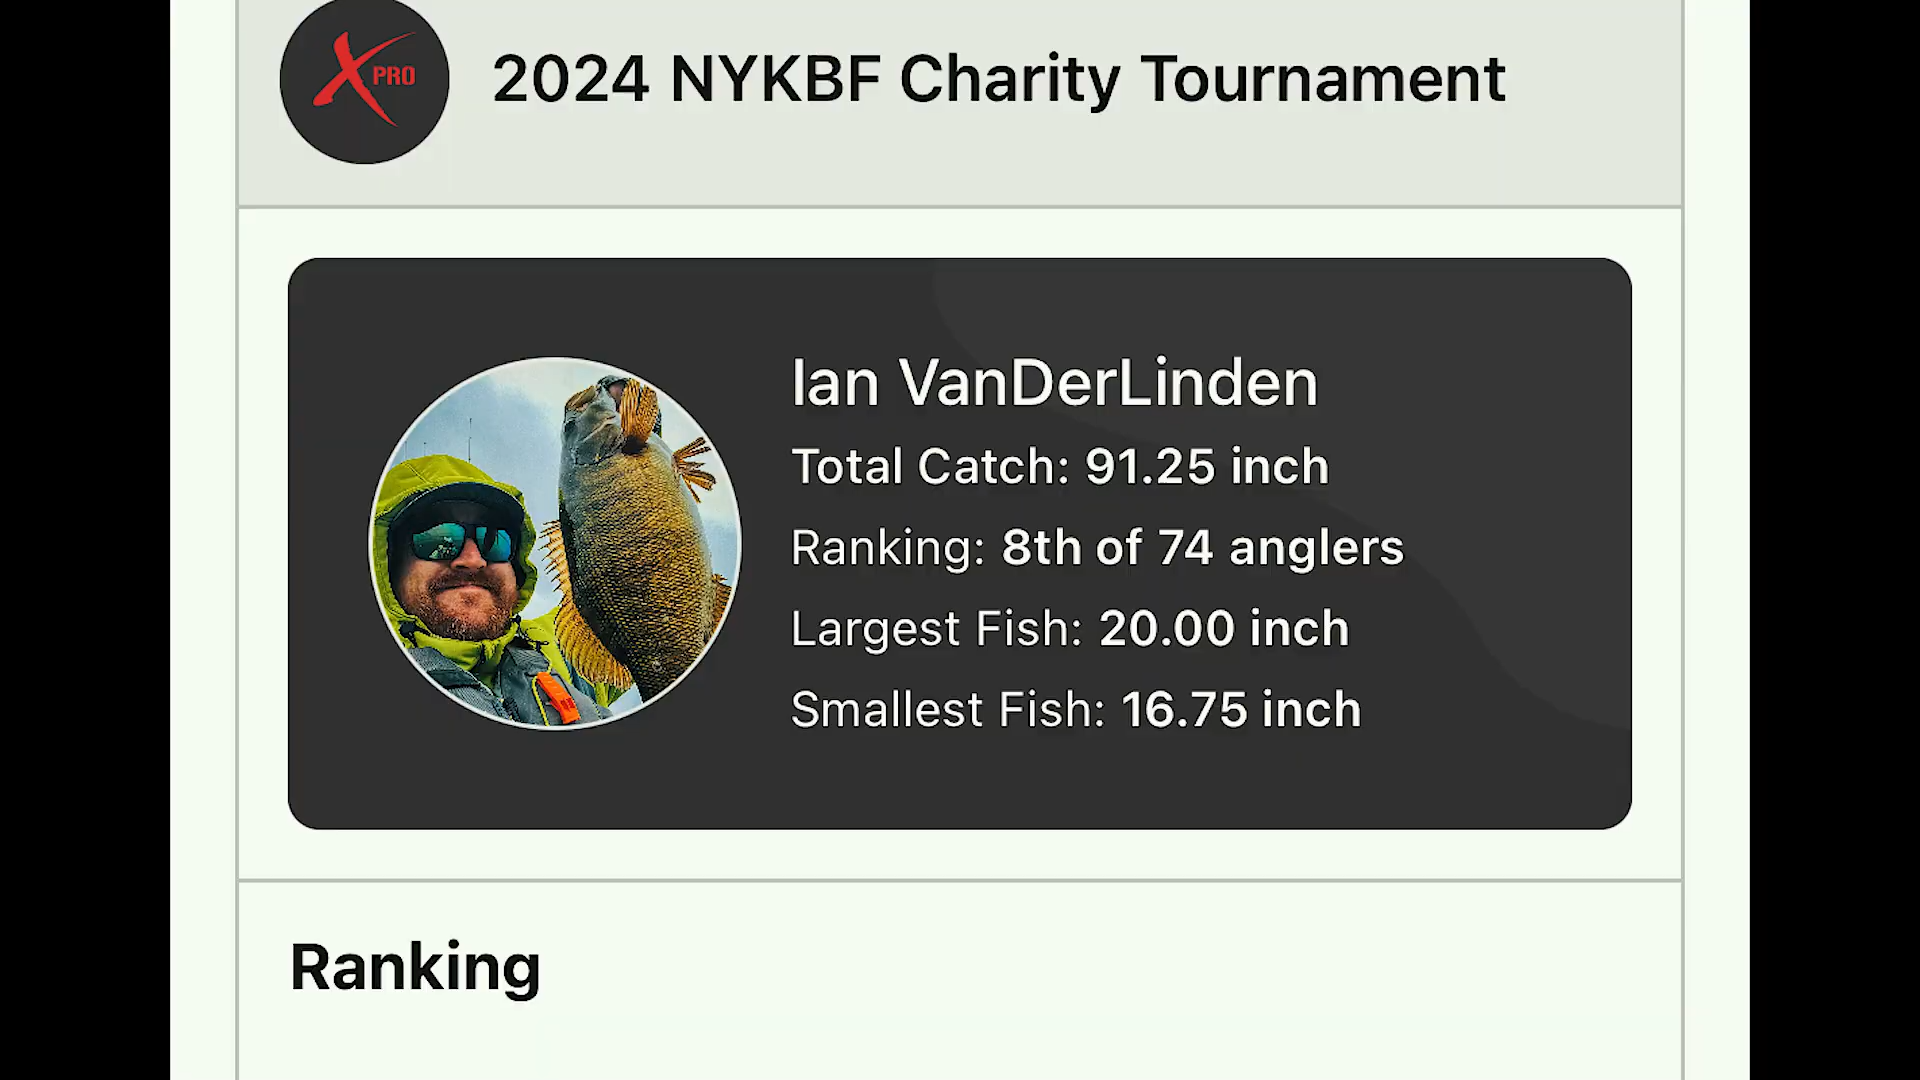 X PRO
2024 NYKBF Charity Tournament
Ian VanDerLinden
Total Catch: 91.25 inch
Ranking: 8th of 74 anglers
Largest Fish: 20.00 inch
Smallest Fish: 16.75 inch
Ranking